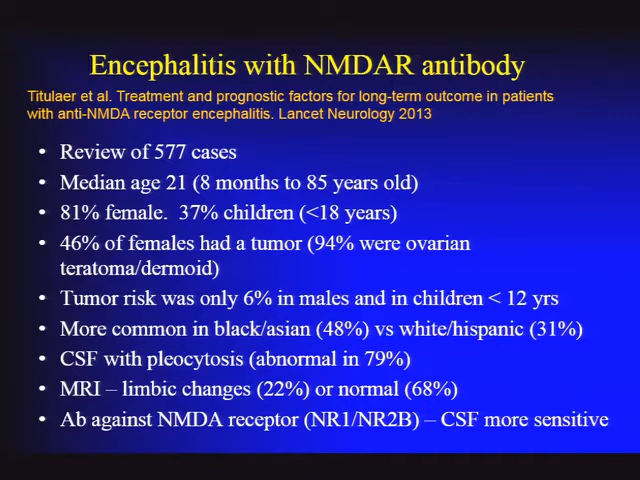 Encephalitis with NMDAR antibody
Titulaer et al. Treatment and prognostic factors for long-term outcome in patients
with anti-NMDA receptor encephalitis. Lancet Neurology 2013
• Review of 577 cases
• Median age 21 (8 months to 85 years old)
• 81% female.  37% children (<18 years)
• 46% of females had a tumor (94% were ovarian
teratoma/dermoid)
• Tumor risk was only 6% in males and in children < 12 yrs
• More common in black/asian (48%) vs white/hispanic (31%)
• CSF with pleocytosis (abnormal in 79%)
• MRI – limbic changes (22%) or normal (68%)
• Ab against NMDA receptor (NR1/NR2B) – CSF more sensitive